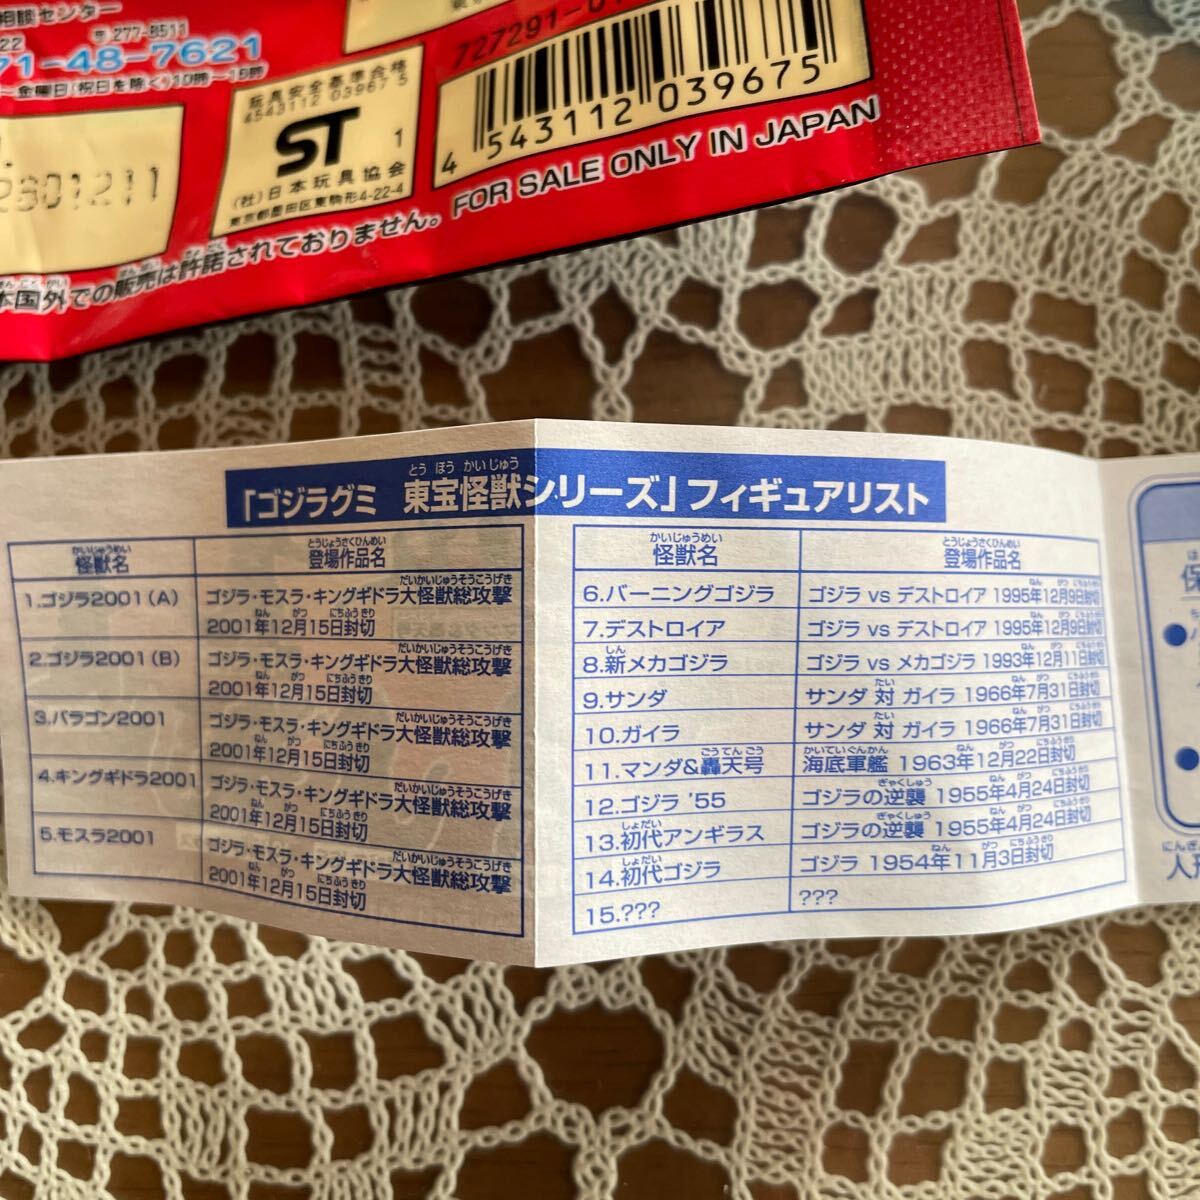 相談センター
〒277-8511
71-48-7621
金曜日(祝日を除く)10時〜16時
玩具安全基準合格
4543112 03967 5
ST
1
(社)日本玩具協会
東京都墨田区東駒形4-22-4
727291-01
4 543112 039675
本国外での販売は許諾されておりません。 FOR SALE ONLY IN JAPAN
「ゴジラグミ 東宝怪獣シリーズ」フィギュアリスト
怪獣名 登場作品名
1.ゴジラ2001(A) ゴジラ・モスラ・キングギドラ大怪獣総攻撃
2001年12月15日封切
2.ゴジラ2001(B) ゴジラ・モスラ・キングギドラ大怪獣総攻撃
2001年12月15日封切
3.バラゴン2001 ゴジラ・モスラ・キングギドラ大怪獣総攻撃
2001年12月15日封切
4.キングギドラ2001 ゴジラ・モスラ・キングギドラ大怪獣総攻撃
2001年12月15日封切
5.モスラ2001 ゴジラ・モスラ・キングギドラ大怪獣総攻撃
2001年12月15日封切
怪獣名 登場作品名
6.バーニングゴジラ ゴジラ vs デストロイア 1995年12月9日封切
7.デストロイア ゴジラ vs デストロイア 1995年12月9日封切
8.新メカゴジラ ゴジラ vs メカゴジラ 1993年12月11日封切
9.サンダ サンダ 対 ガイラ 1966年7月31日封切
10.ガイラ サンダ 対 ガイラ 1966年7月31日封切
11.マンダ&轟天号 海底軍艦 1963年12月22日封切
12.ゴジラ '55 ゴジラの逆襲 1955年4月24日封切
13.初代アンギラス ゴジラの逆襲 1955年4月24日封切
14.初代ゴジラ ゴジラ 1954年11月3日封切
15.??? ???